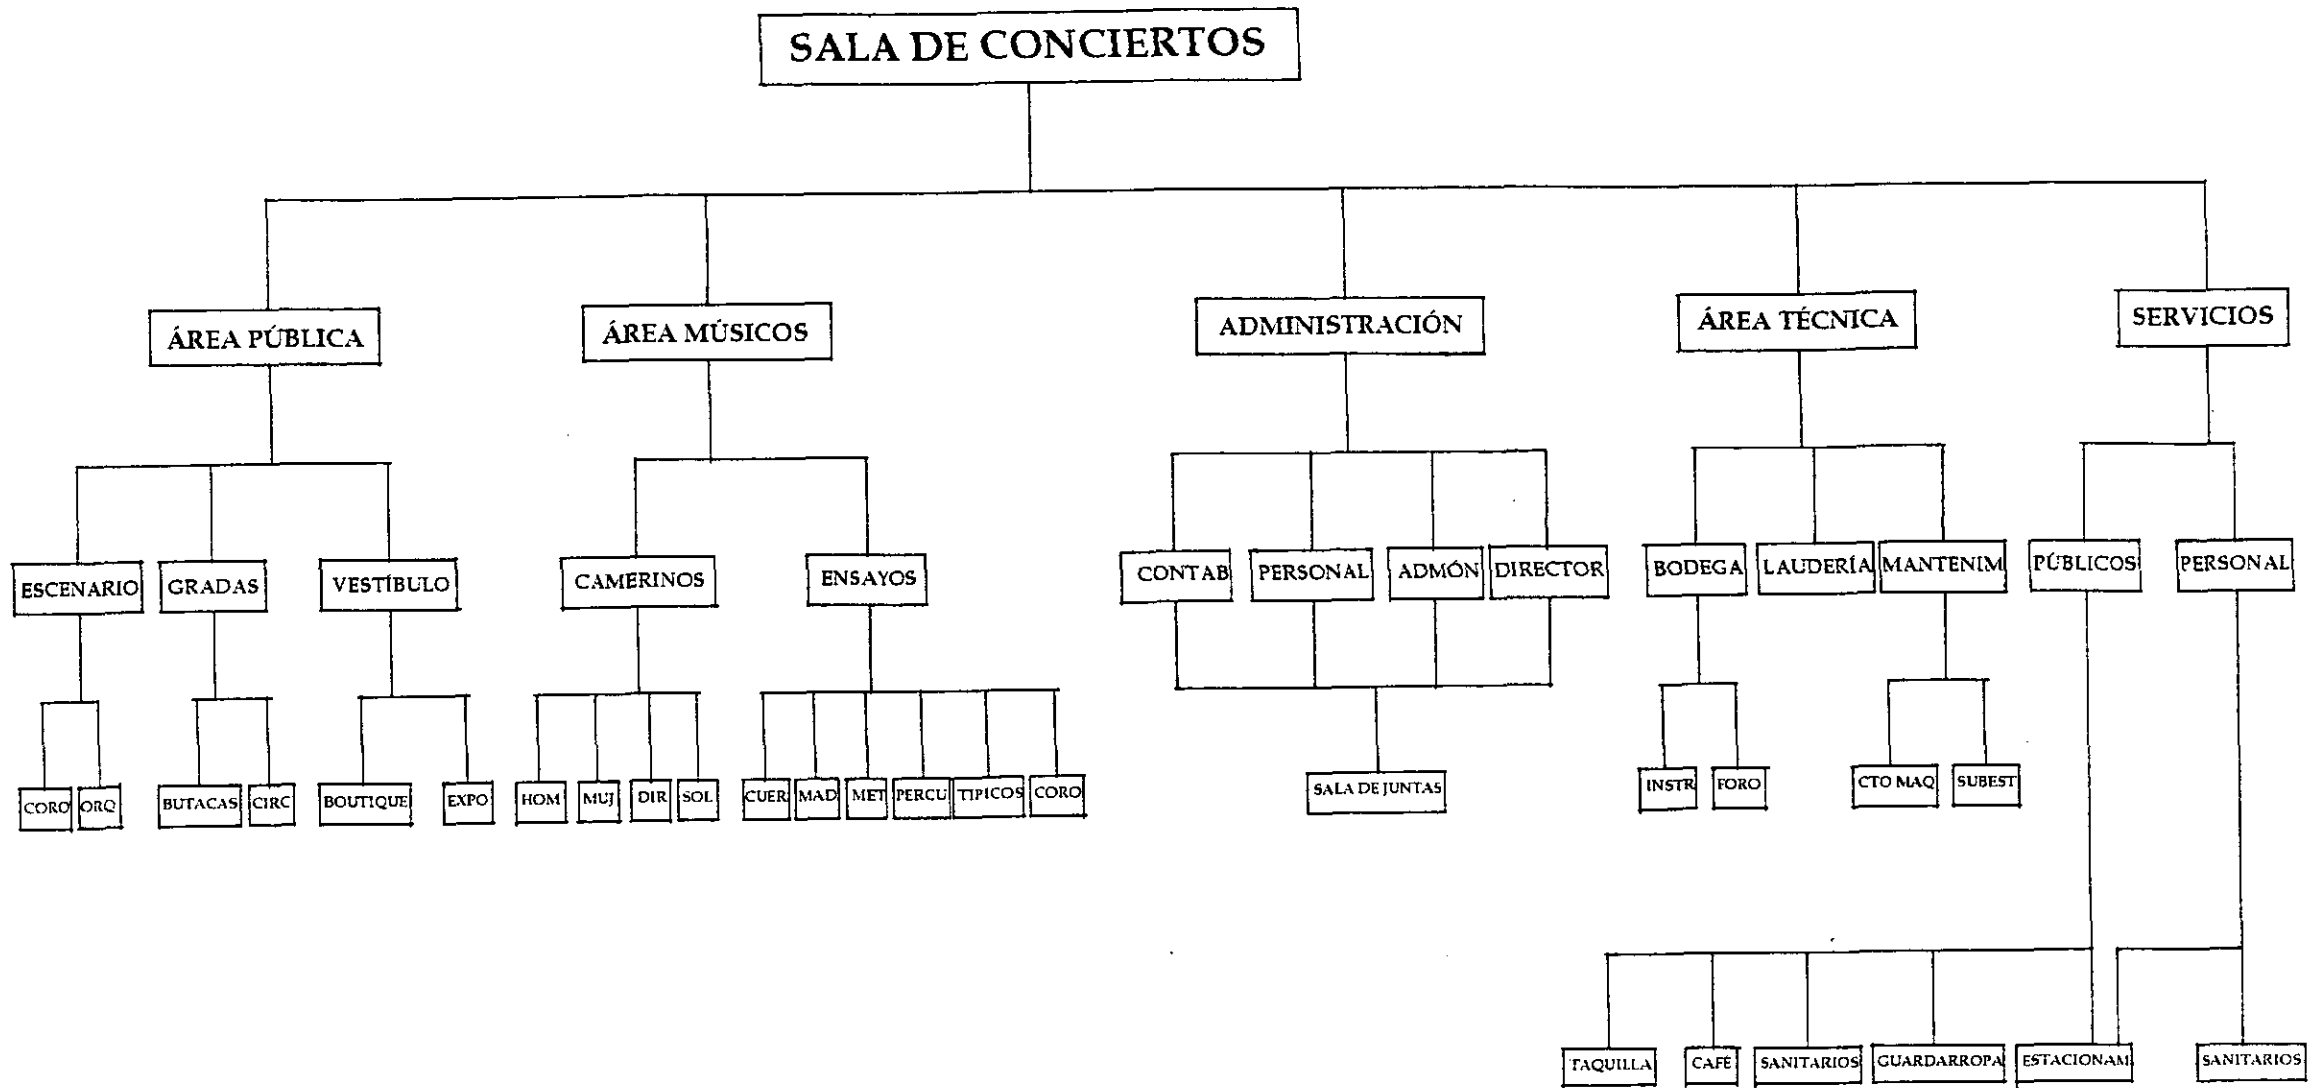 SALA DE CONCIERTOS
ÁREA PÚBLICA
ÁREA MÚSICOS
ADMINISTRACIÓN
ÁREA TÉCNICA
SERVICIOS
ESCENARIO
GRADAS
VESTÍBULO
CAMERINOS
ENSAYOS
CONTAB
PERSONAL
ADMÓN
DIRECTOR
BODEGA
LAUDERÍA
MANTENIM
PÚBLICOS
PERSONAL
CORO
ORQ
BUTACAS
CIRC
BOUTIQUE
EXPO
HOM
MUJ
DIR
SOL
CUER
MAD
MET
PERCU
TIPICOS
CORO
SALA DE JUNTAS
INSTR
FORO
CTO MAQ
SUBEST
TAQUILLA
CAFÉ
SANITARIOS
GUARDARROPA
ESTACIONAM
SANITARIOS